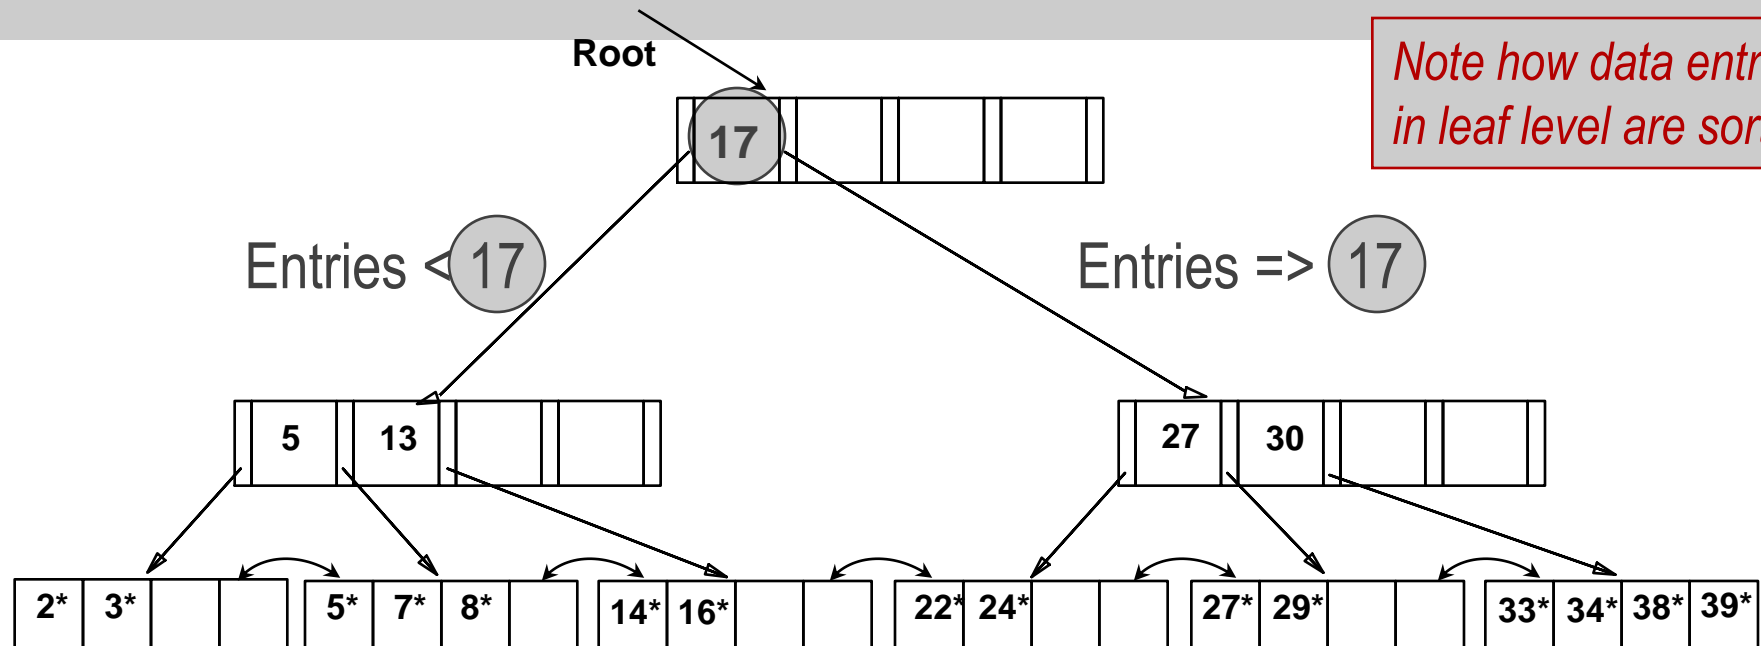 Root
Note how data entr
in leaf level are sor
17
Entries < 17
Entries => 17
5 13
27 30
2* 3*
5* 7* 8*
14* 16*
22* 24*
27* 29*
33* 34* 38* 39*